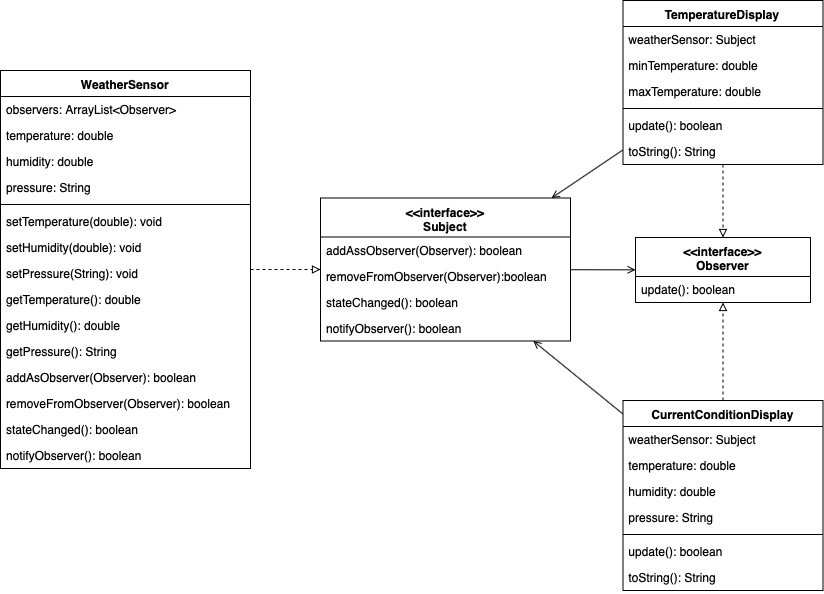 WeatherSensor
observers: ArrayList<Observer>
temperature: double
humidity: double
pressure: String
setTemperature(double): void
setHumidity(double): void
setPressure(String): void
getTemperature(): double
getHumidity(): double
getPressure(): String
addAsObserver(Observer): boolean
removeFromObserver(Observer): boolean
stateChanged(): boolean
notifyObserver(): boolean
<<interface>>
Subject
addAssObserver(Observer): boolean
removeFromObserver(Observer):boolean
stateChanged(): boolean
notifyObserver(): boolean
TemperatureDisplay
weatherSensor: Subject
minTemperature: double
maxTemperature: double
update(): boolean
toString(): String
<<interface>>
Observer
update(): boolean
CurrentConditionDisplay
weatherSensor: Subject
temperature: double
humidity: double
pressure: String
update(): boolean
toString(): String